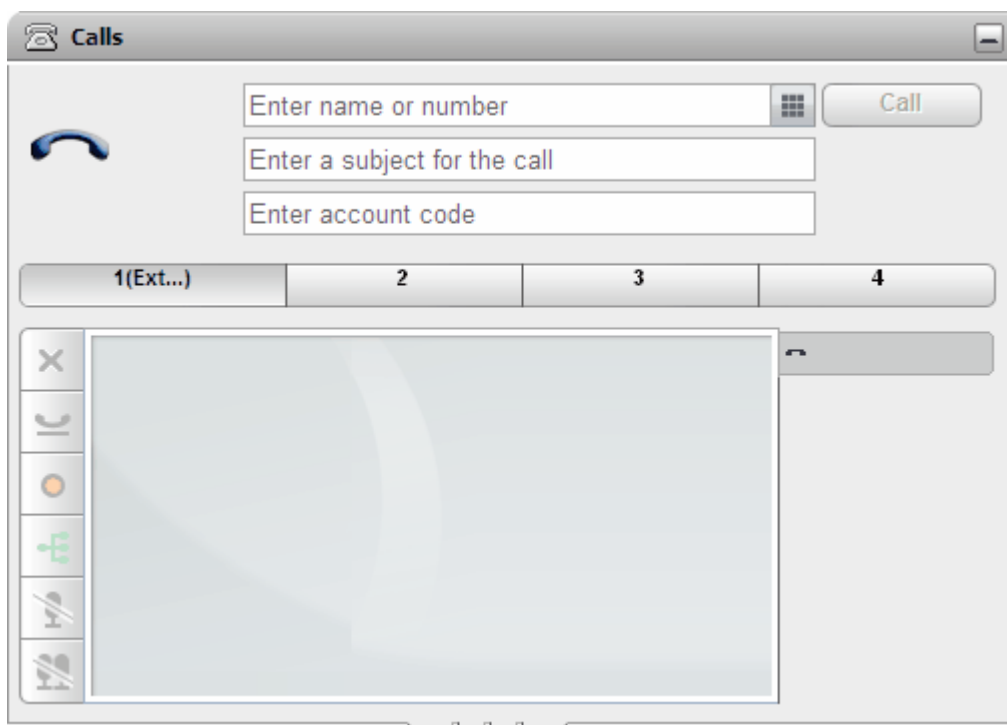 Calls
Enter name or number
Call
Enter a subject for the call
Enter account code
1(Ext...) 2 3 4